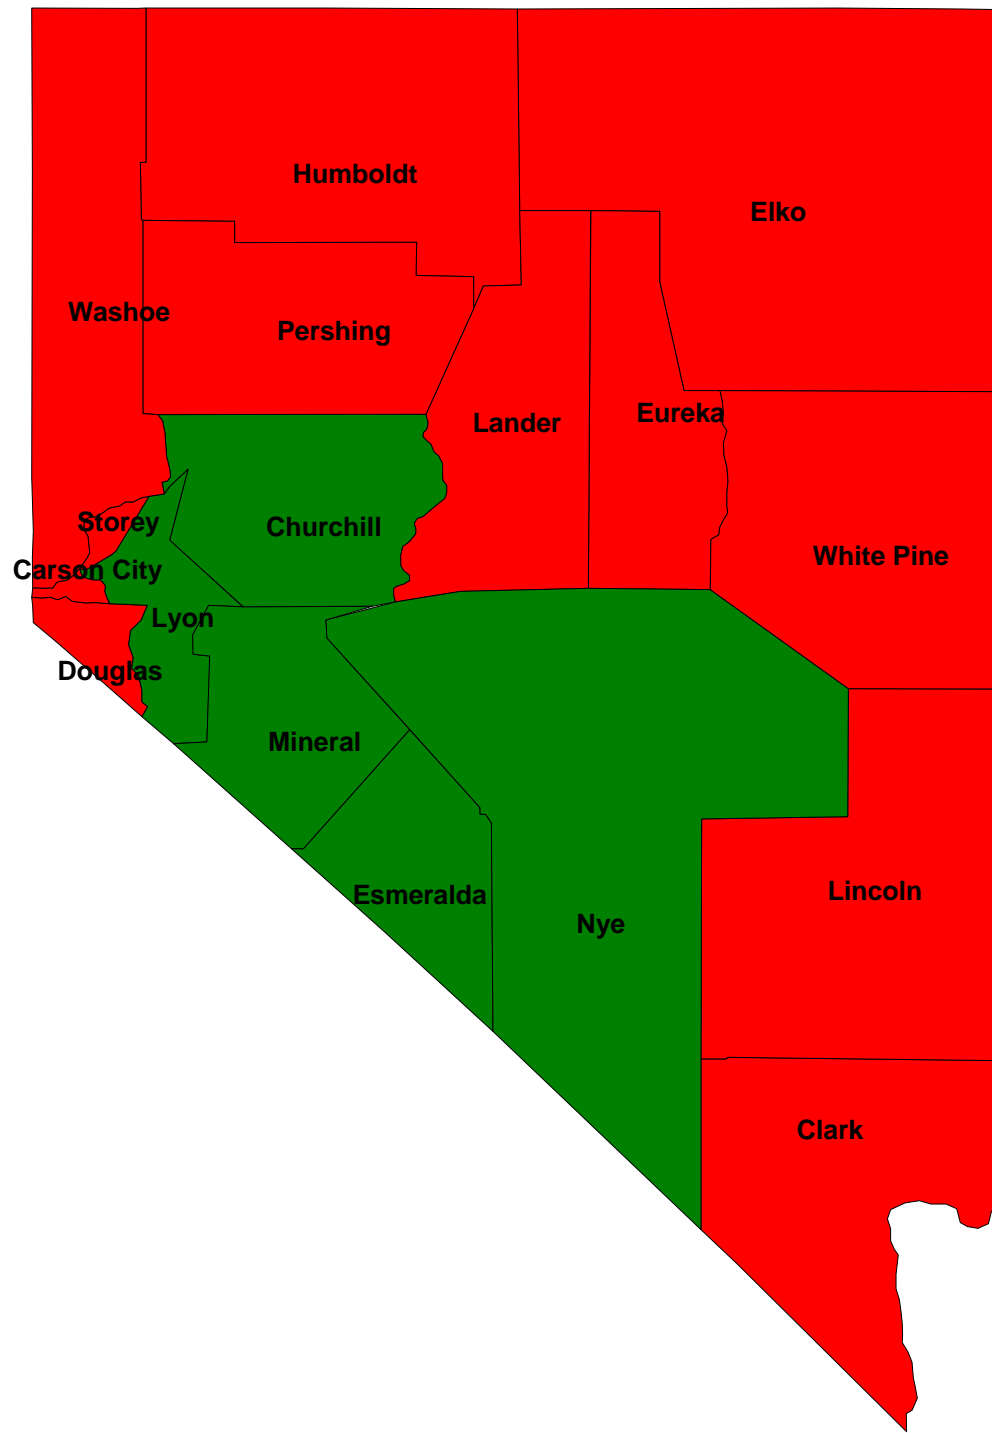 Humboldt
Elko
Washoe
Pershing
Lander
Eureka
Storey
Churchill
White Pine
Carson City
Lyon
Douglas
Mineral
Esmeralda
Lincoln
Nye
Clark